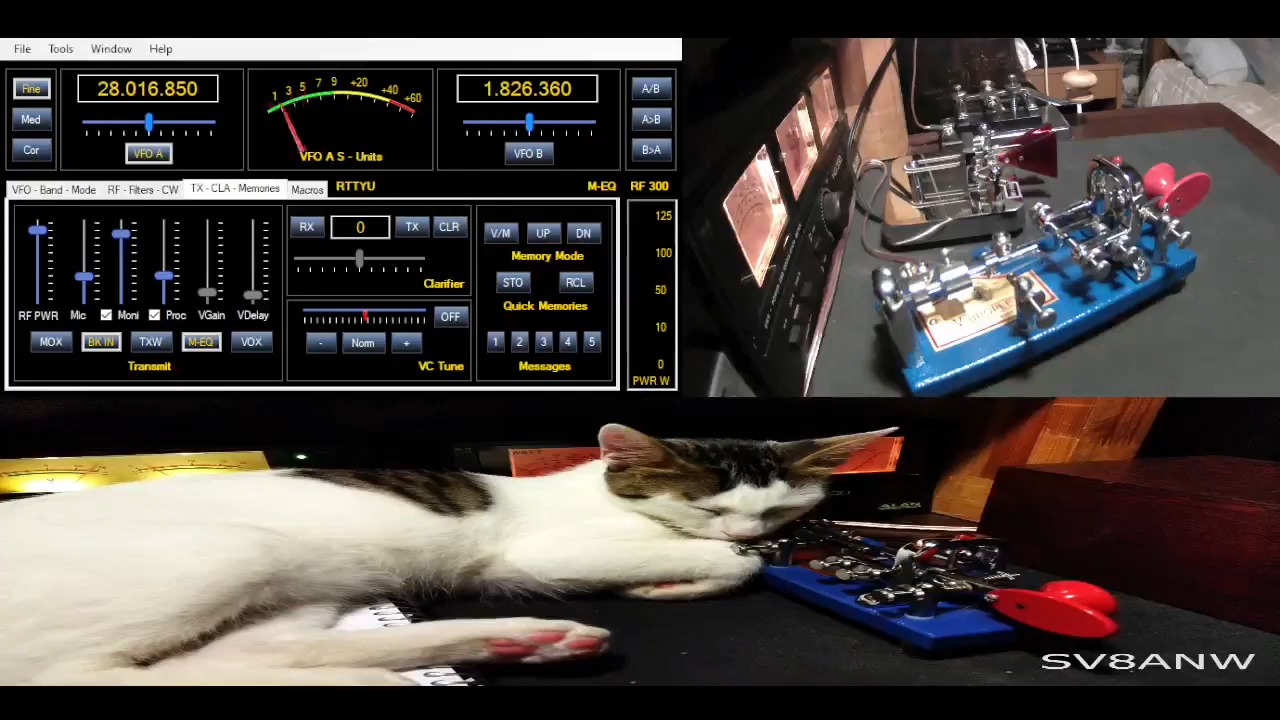 File Tools Window Help
Fine 28.016.850 1 3 5 7 9 +20 +40 +60 1.826.360 A/B
Med A>B
Cor VFO A VFO A S - Units VFO B B>A
VFO - Band - Mode RF - Filters - CW TX - CLA - Memories Macros RTTYU M-EQ RF 300
RX 0 TX CLR V/M UP DN 125
Memory Mode 100
Clarifier STO RCL 50
RF PWR Mic Moni Proc VGain VDelay OFF Quick Memories
MOX BK IN TXW M-EQ VOX - Norm + 1 2 3 4 5 10
Transmit VC Tune Messages 0
PWR W
WATT
ALAN
SV8ANW